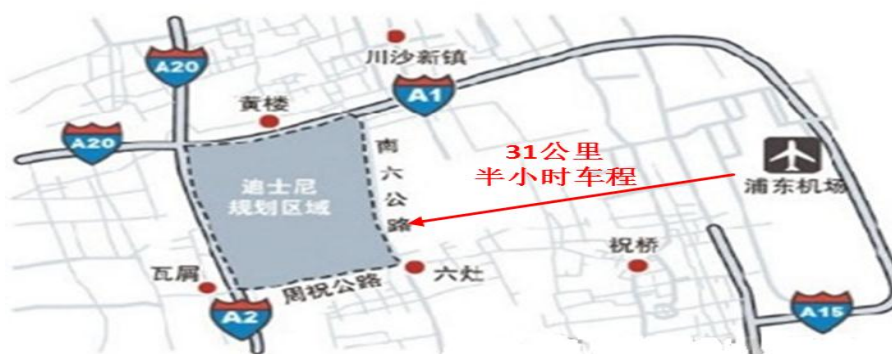 A20
川沙新镇
A1
黄楼
A20
31公里
半小时车程
南六公路
浦东机场
迪士尼
规划区域
祝桥
六灶
瓦屑
周祝公路
A2
A15